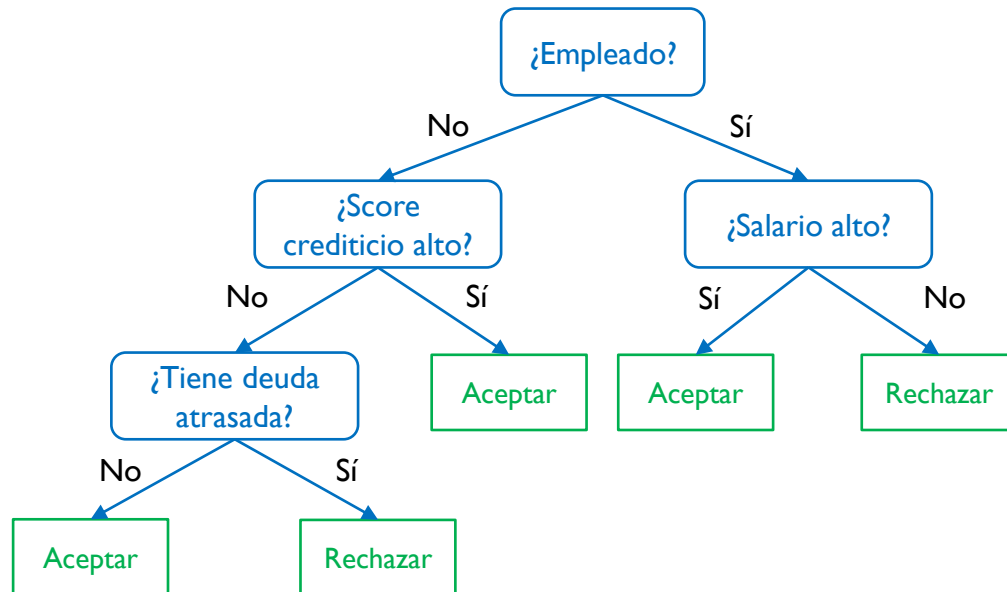 ¿Empleado?
No
Sí
¿Score
crediticio alto?
¿Salario alto?
No
Sí
Sí
No
¿Tiene deuda
atrasada?
Aceptar
Aceptar
Rechazar
No
Sí
Aceptar
Rechazar